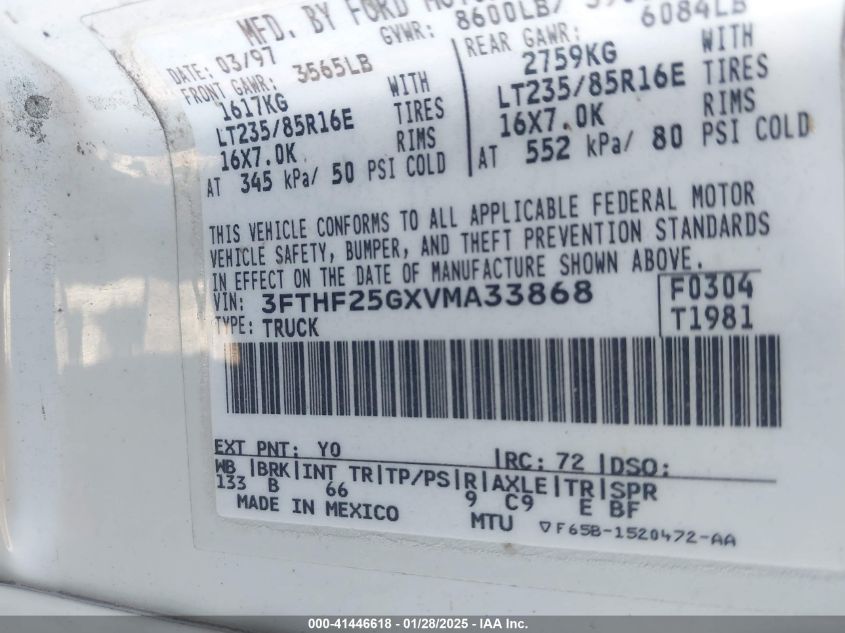 MFD. BY FORD MOTOR
DATE: 03/97 GVWR: 8600LB/
FRONT GAWR: 3565LB REAR GAWR: 6084LB
1617KG WITH 2759KG WITH
LT235/85R16E TIRES LT235/85R16E TIRES
16X7.0K RIMS 16X7.0K RIMS
AT 345 kPa/ 50 PSI COLD AT 552 kPa/ 80 PSI COLD
THIS VEHICLE CONFORMS TO ALL APPLICABLE FEDERAL MOTOR
VEHICLE SAFETY, BUMPER, AND THEFT PREVENTION STANDARDS
IN EFFECT ON THE DATE OF MANUFACTURE SHOWN ABOVE.
VIN: 3FTHF25GXVMA33868 F0304
TYPE: TRUCK T1981
EXT PNT: YO RC: 72 DSO:
WB BRK INT TR TP/PS R AXLE TR SPR
133 B 66 9 C9 E BF
MADE IN MEXICO MTU ▽F65B-1520472-AA
000-41446618 - 01/28/2025 - IAA Inc.